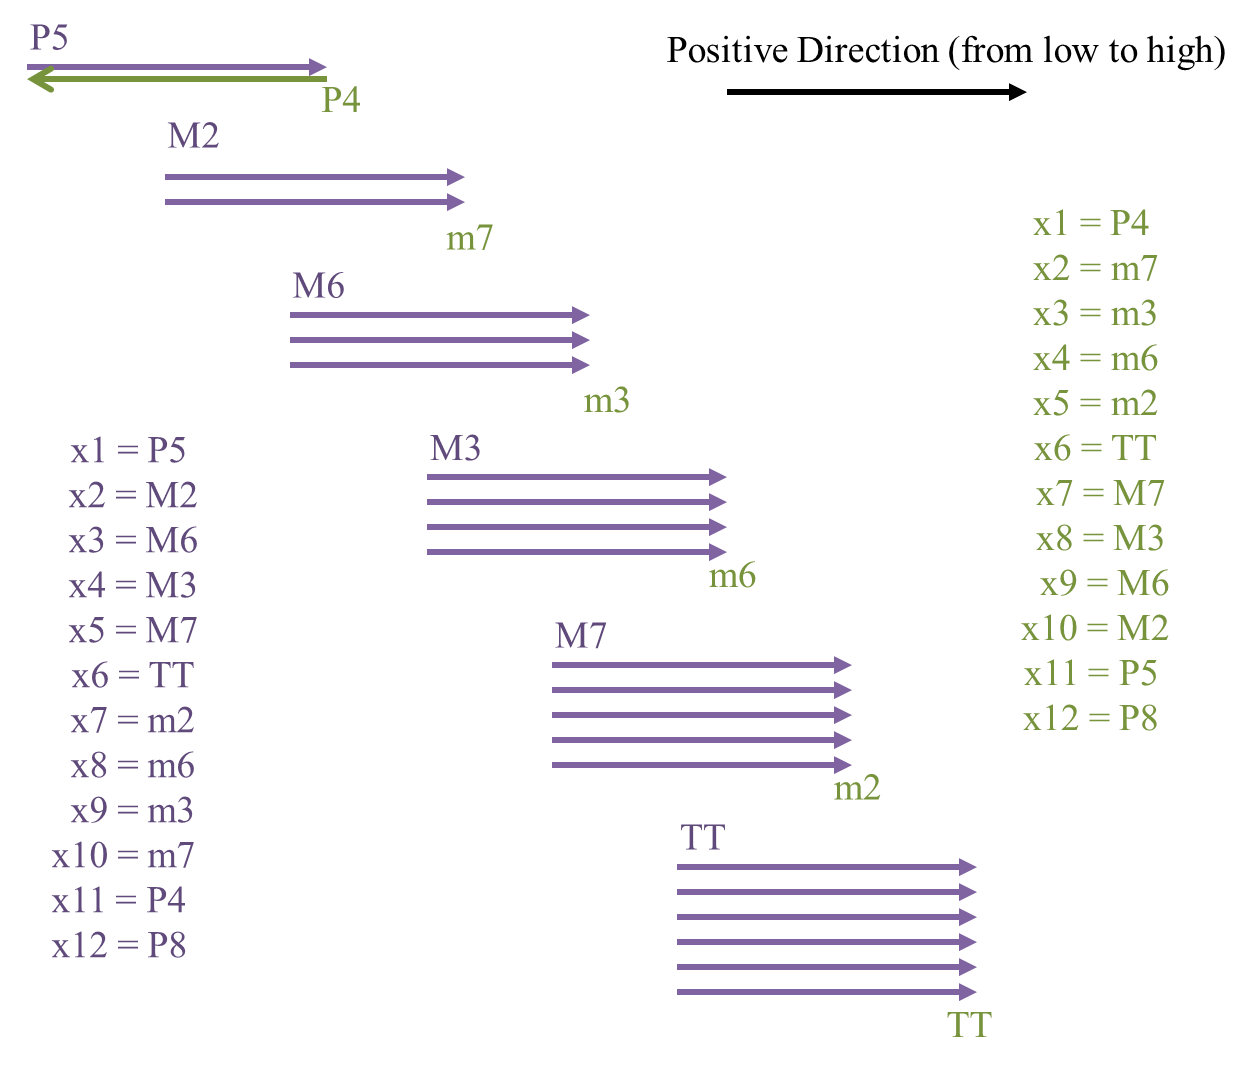 P5
Positive Direction (from low to high)
P4
M2
m7
M6
m3
M3
m6
M7
m2
TT
TT
x1 = P5
x2 = M2
x3 = M6
x4 = M3
x5 = M7
x6 = TT
x7 = m2
x8 = m6
x9 = m3
x10 = m7
x11 = P4
x12 = P8
x1 = P4
x2 = m7
x3 = m3
x4 = m6
x5 = m2
x6 = TT
x7 = M7
x8 = M3
x9 = M6
x10 = M2
x11 = P5
x12 = P8